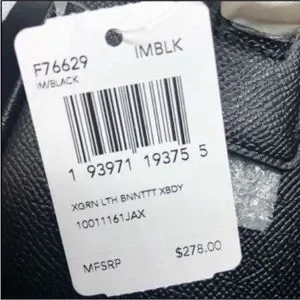 F76629 IMBLK
IM/BLACK
1 93971 19375 5
XGRN LTH BNNTTT XBDY
10011161JAX
MFSRP $278.00